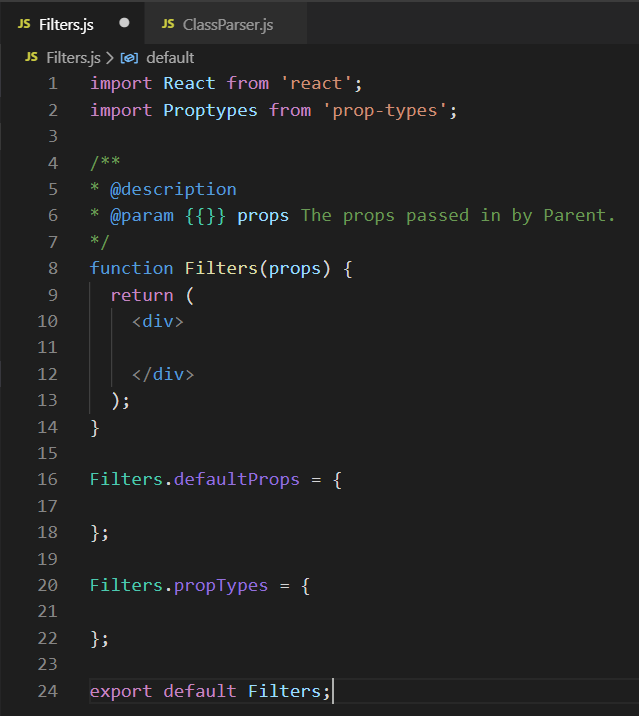 JS Filters.js JS ClassParser.js
JS Filters.js > default
1 import React from 'react';
2 import Proptypes from 'prop-types';
3
4 /**
5 * @description
6 * @param {{}} props The props passed in by Parent.
7 */
8 function Filters(props) {
9 return (
10 <div>
11
12 </div>
13 );
14 }
15
16 Filters.defaultProps = {
17
18 };
19
20 Filters.propTypes = {
21
22 };
23
24 export default Filters;